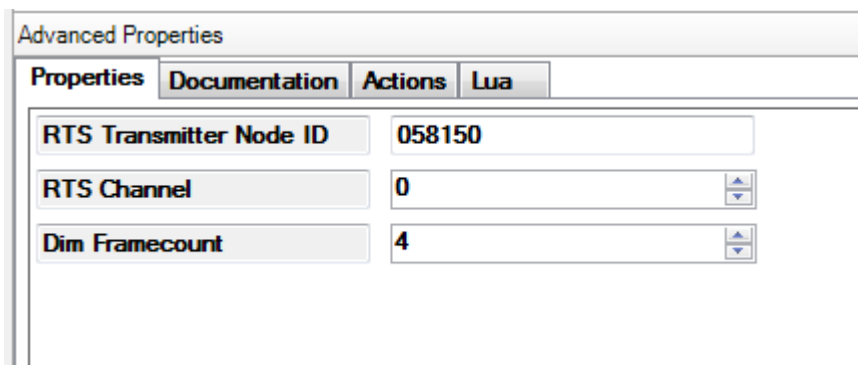 Advanced Properties
Properties Documentation Actions Lua
RTS Transmitter Node ID 058150
RTS Channel 0
Dim Framecount 4